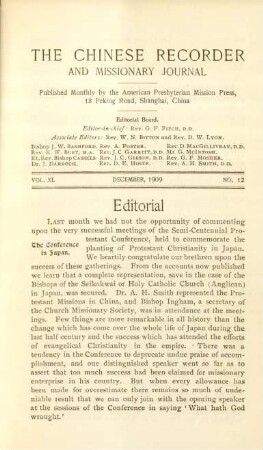 THE CHINESE RECORDER
AND MISSIONARY JOURNAL
Published Monthly by the American Presbyterian Mission Press,
18 Peking Road, Shanghai, China
Editorial Board.
Editor-in-chief: REV. G. F. FITCH, D.D.
Associate Editors: REV. W. N. BITTON and REV. D. W. LYON.
Bishop J. W. BASHFORD. REV. A. FOSTER. REV. D. MACGILLIVRAY, D.D.
REV. E. W. BURT, M.A. REV. J. C. GARRITT, D.D. MR. G. MCINTOSH.
RT. REV. BISHOP CASSELS REV. J. C. GIBSON, D.D. REV. G. F. MOSHER.
DR. J. REV. D. E. HOSTE. REV. A. H. SMITH, D.D.
VOL. XL DECEMBER, 1909 NO. 12
Editorial
The Conference
in Japan.
LAST month we had not the opportunity of commenting
upon the very successful meetings of the Semi-Centennial Pro-
testant Conference, held to commemorate the
planting of Protestant Christianity in Japan.
We heartily congratulate our brethren upon the
success of these gatherings. From the accounts now published
we learn that a complete representation, save in the case of the
Bishops of the Seikokwai or Holy Catholic Church (Anglican)
in Japan, was secured. Dr. A. H. Smith represented the Pro-
testant Missions in China, and Bishop Ingham, a secretary of
the Church Missionary Society, was in attendance at the meet-
ings. Few things are more remarkable in all history than the
change which has come over the whole life of Japan during the
last half century and the success which has attended the efforts
of evangelical Christianity in the empire. There was a
tendency in the Conference to deprecate undue praise of accom-
plishment, and one distinguished speaker went so far as to
assert that too much success had been claimed for missionary
enterprise in his country. But when every allowance has
been made for overestimate there remains so much of unde-
niable result that we can only join with the opening speaker
at the sessions of the Conference in saying 'What hath God
wrought.'